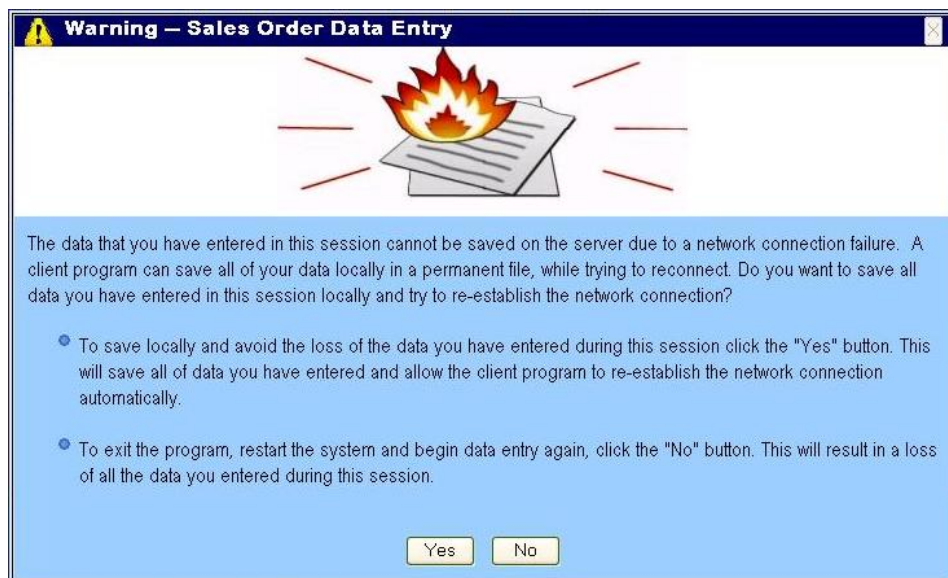 Warning – Sales Order Data Entry
The data that you have entered in this session cannot be saved on the server due to a network connection failure. A
client program can save all of your data locally in a permanent file, while trying to reconnect. Do you want to save all
data you have entered in this session locally and try to re-establish the network connection?
To save locally and avoid the loss of the data you have entered during this session click the "Yes" button. This
will save all of data you have entered and allow the client program to re-establish the network connection
automatically.
To exit the program, restart the system and begin data entry again, click the "No" button. This will result in a loss
of all the data you entered during this session.
Yes No